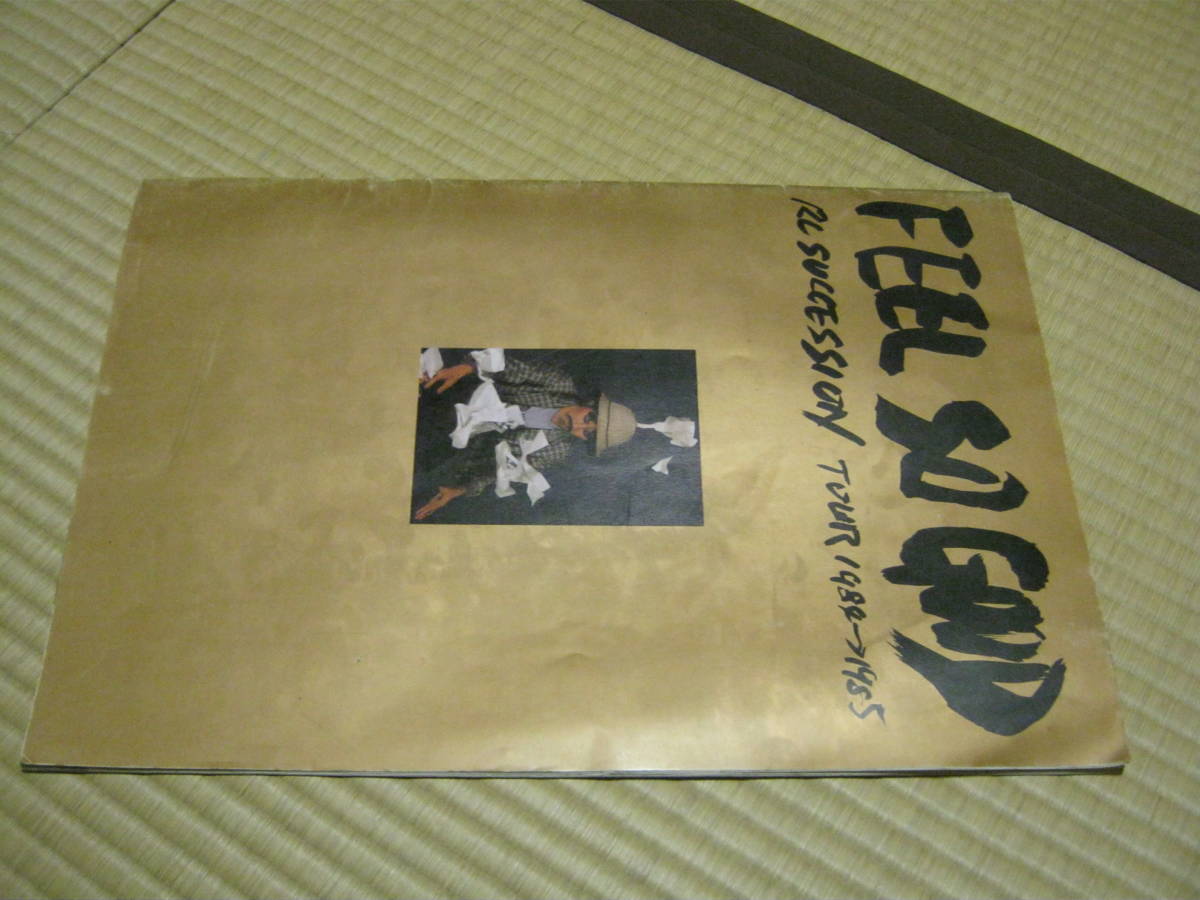 FEEL SO GOOD
RC SUCCESSION TOUR 1984→1985